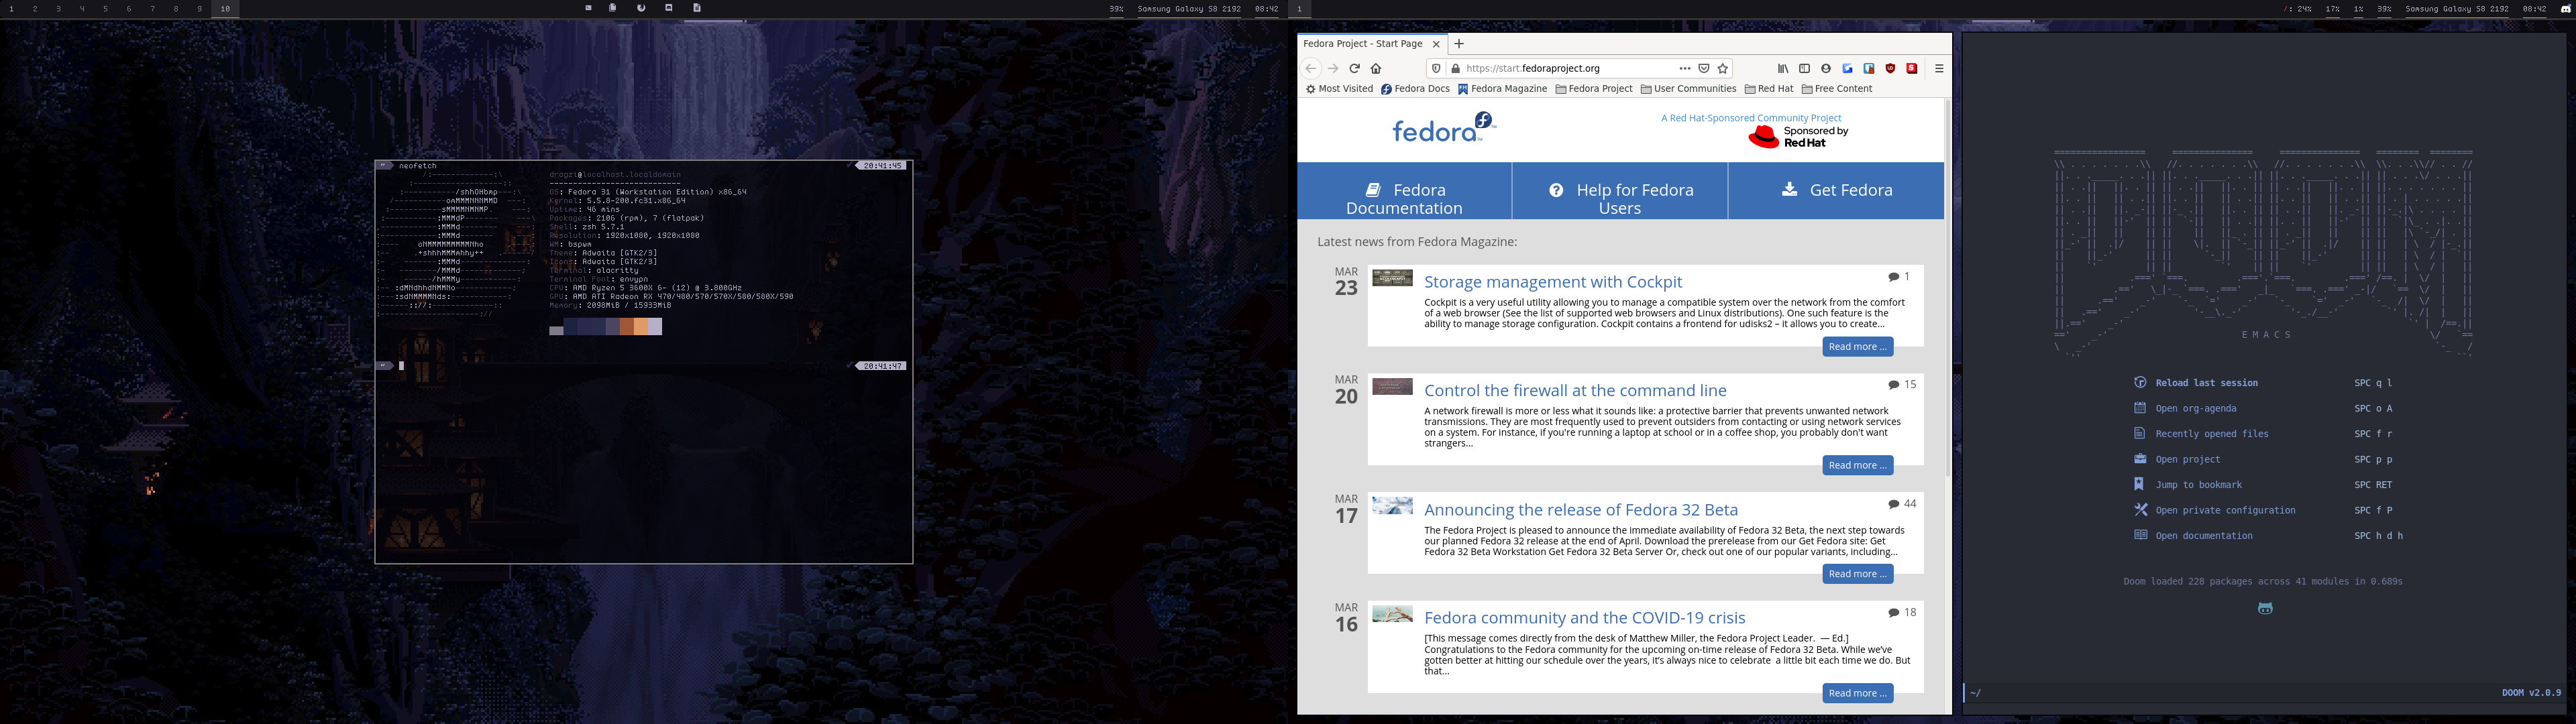 1 2 3 4 5 6 7 8 9 10
39% Samsung Galaxy S8 2192 08:42
~ neofetch 20:41:45
dragzi@localhost.localdomain
---------------------------
OS: Fedora 31 (Workstation Edition) x86_64
Kernel: 5.5.8-200.fc31.x86_64
Uptime: 46 mins
Packages: 2106 (rpm), 7 (flatpak)
Shell: zsh 5.7.1
Resolution: 1920x1080, 1920x1080
WM: bspwm
Theme: Adwaita [GTK2/3]
Icons: Adwaita [GTK2/3]
Terminal: alacritty
Terminal Font: envypn
CPU: AMD Ryzen 5 3600X 6- (12) @ 3.800GHz
GPU: AMD ATI Radeon RX 470/480/570/570X/580/580X/590
Memory: 2098MiB / 15933MiB
~ 20:41:47
1
/: 24% 17% 1% 39% Samsung Galaxy S8 2192 08:42
Fedora Project - Start Page
https://start.fedoraproject.org
Most Visited Fedora Docs Fedora Magazine Fedora Project User Communities Red Hat Free Content
fedora
A Red Hat-Sponsored Community Project
Sponsored by
Red Hat
Fedora
Documentation
Help for Fedora
Users
Get Fedora
Latest news from Fedora Magazine:
MAR
23
Storage management with Cockpit
1
Cockpit is a very useful utility allowing you to manage a compatible system over the network from the comfort
of a web browser (See the list of supported web browsers and Linux distributions). One such feature is the
ability to manage storage configuration. Cockpit contains a frontend for udisks2 – it allows you to create...
Read more ...
MAR
20
Control the firewall at the command line
15
A network firewall is more or less what it sounds like: a protective barrier that prevents unwanted network
transmissions. They are most frequently used to prevent outsiders from contacting or using network services
on a system. For instance, if you're running a laptop at school or in a coffee shop, you probably don't want
strangers...
Read more ...
MAR
17
Announcing the release of Fedora 32 Beta
44
The Fedora Project is pleased to announce the immediate availability of Fedora 32 Beta, the next step towards
our planned Fedora 32 release at the end of April. Download the prerelease from our Get Fedora site: Get
Fedora 32 Beta Workstation Get Fedora 32 Beta Server Or, check out one of our popular variants, including...
Read more ...
MAR
16
Fedora community and the COVID-19 crisis
18
[This message comes directly from the desk of Matthew Miller, the Fedora Project Leader. — Ed.]
Congratulations to the Fedora community for the upcoming on-time release of Fedora 32 Beta. While we've
gotten better at hitting our schedule over the years, it's always nice to celebrate a little bit each time we do. But
that...
Read more ...
E M A C S
Reload last session SPC q l
Open org-agenda SPC o A
Recently opened files SPC f r
Open project SPC p p
Jump to bookmark SPC RET
Open private configuration SPC f P
Open documentation SPC h d h
Doom loaded 228 packages across 41 modules in 0.689s
~/ DOOM v2.0.9